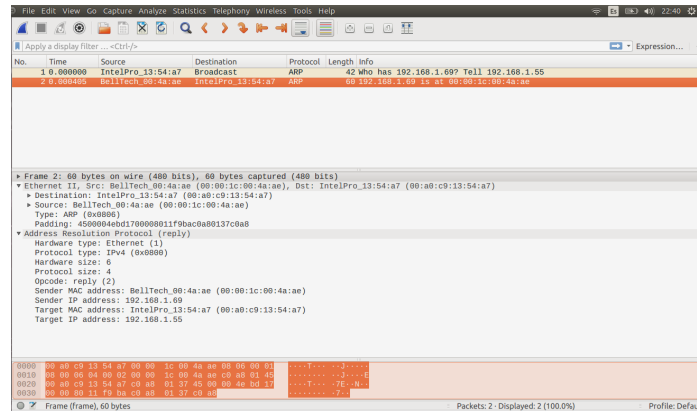 File Edit View Go Capture Analyze Statistics Telephony Wireless Tools Help
Es 22:40
Apply a display filter ... <Ctrl-/>
Expression...
No. Time Source Destination Protocol Length Info
1 0.000000 IntelPro_13:54:a7 Broadcast ARP 42 Who has 192.168.1.69? Tell 192.168.1.55
2 0.000405 BellTech_00:4a:ae IntelPro_13:54:a7 ARP 60 192.168.1.69 is at 00:00:1c:00:4a:ae
Frame 2: 60 bytes on wire (480 bits), 60 bytes captured (480 bits)
Ethernet II, Src: BellTech_00:4a:ae (00:00:1c:00:4a:ae), Dst: IntelPro_13:54:a7 (00:a0:c9:13:54:a7)
Destination: IntelPro_13:54:a7 (00:a0:c9:13:54:a7)
Source: BellTech_00:4a:ae (00:00:1c:00:4a:ae)
Type: ARP (0x0806)
Padding: 4500004ebd1700008011f9bac0a80137c0a8
Address Resolution Protocol (reply)
Hardware type: Ethernet (1)
Protocol type: IPv4 (0x0800)
Hardware size: 6
Protocol size: 4
Opcode: reply (2)
Sender MAC address: BellTech_00:4a:ae (00:00:1c:00:4a:ae)
Sender IP address: 192.168.1.69
Target MAC address: IntelPro_13:54:a7 (00:a0:c9:13:54:a7)
Target IP address: 192.168.1.55
0000 00 a0 c9 13 54 a7 00 00 1c 00 4a ae 08 06 00 01 ····T··· ··J·····
0010 08 00 06 04 00 02 00 00 1c 00 4a ae c0 a8 01 45 ········ ··J····E
0020 00 a0 c9 13 54 a7 c0 a8 01 37 45 00 00 4e bd 17 ····T··· ·7E··N··
0030 00 00 80 11 f9 ba c0 a8 01 37 c0 a8 ········ ·7··
Frame (frame), 60 bytes
Packets: 2 · Displayed: 2 (100.0%)
Profile: Defau